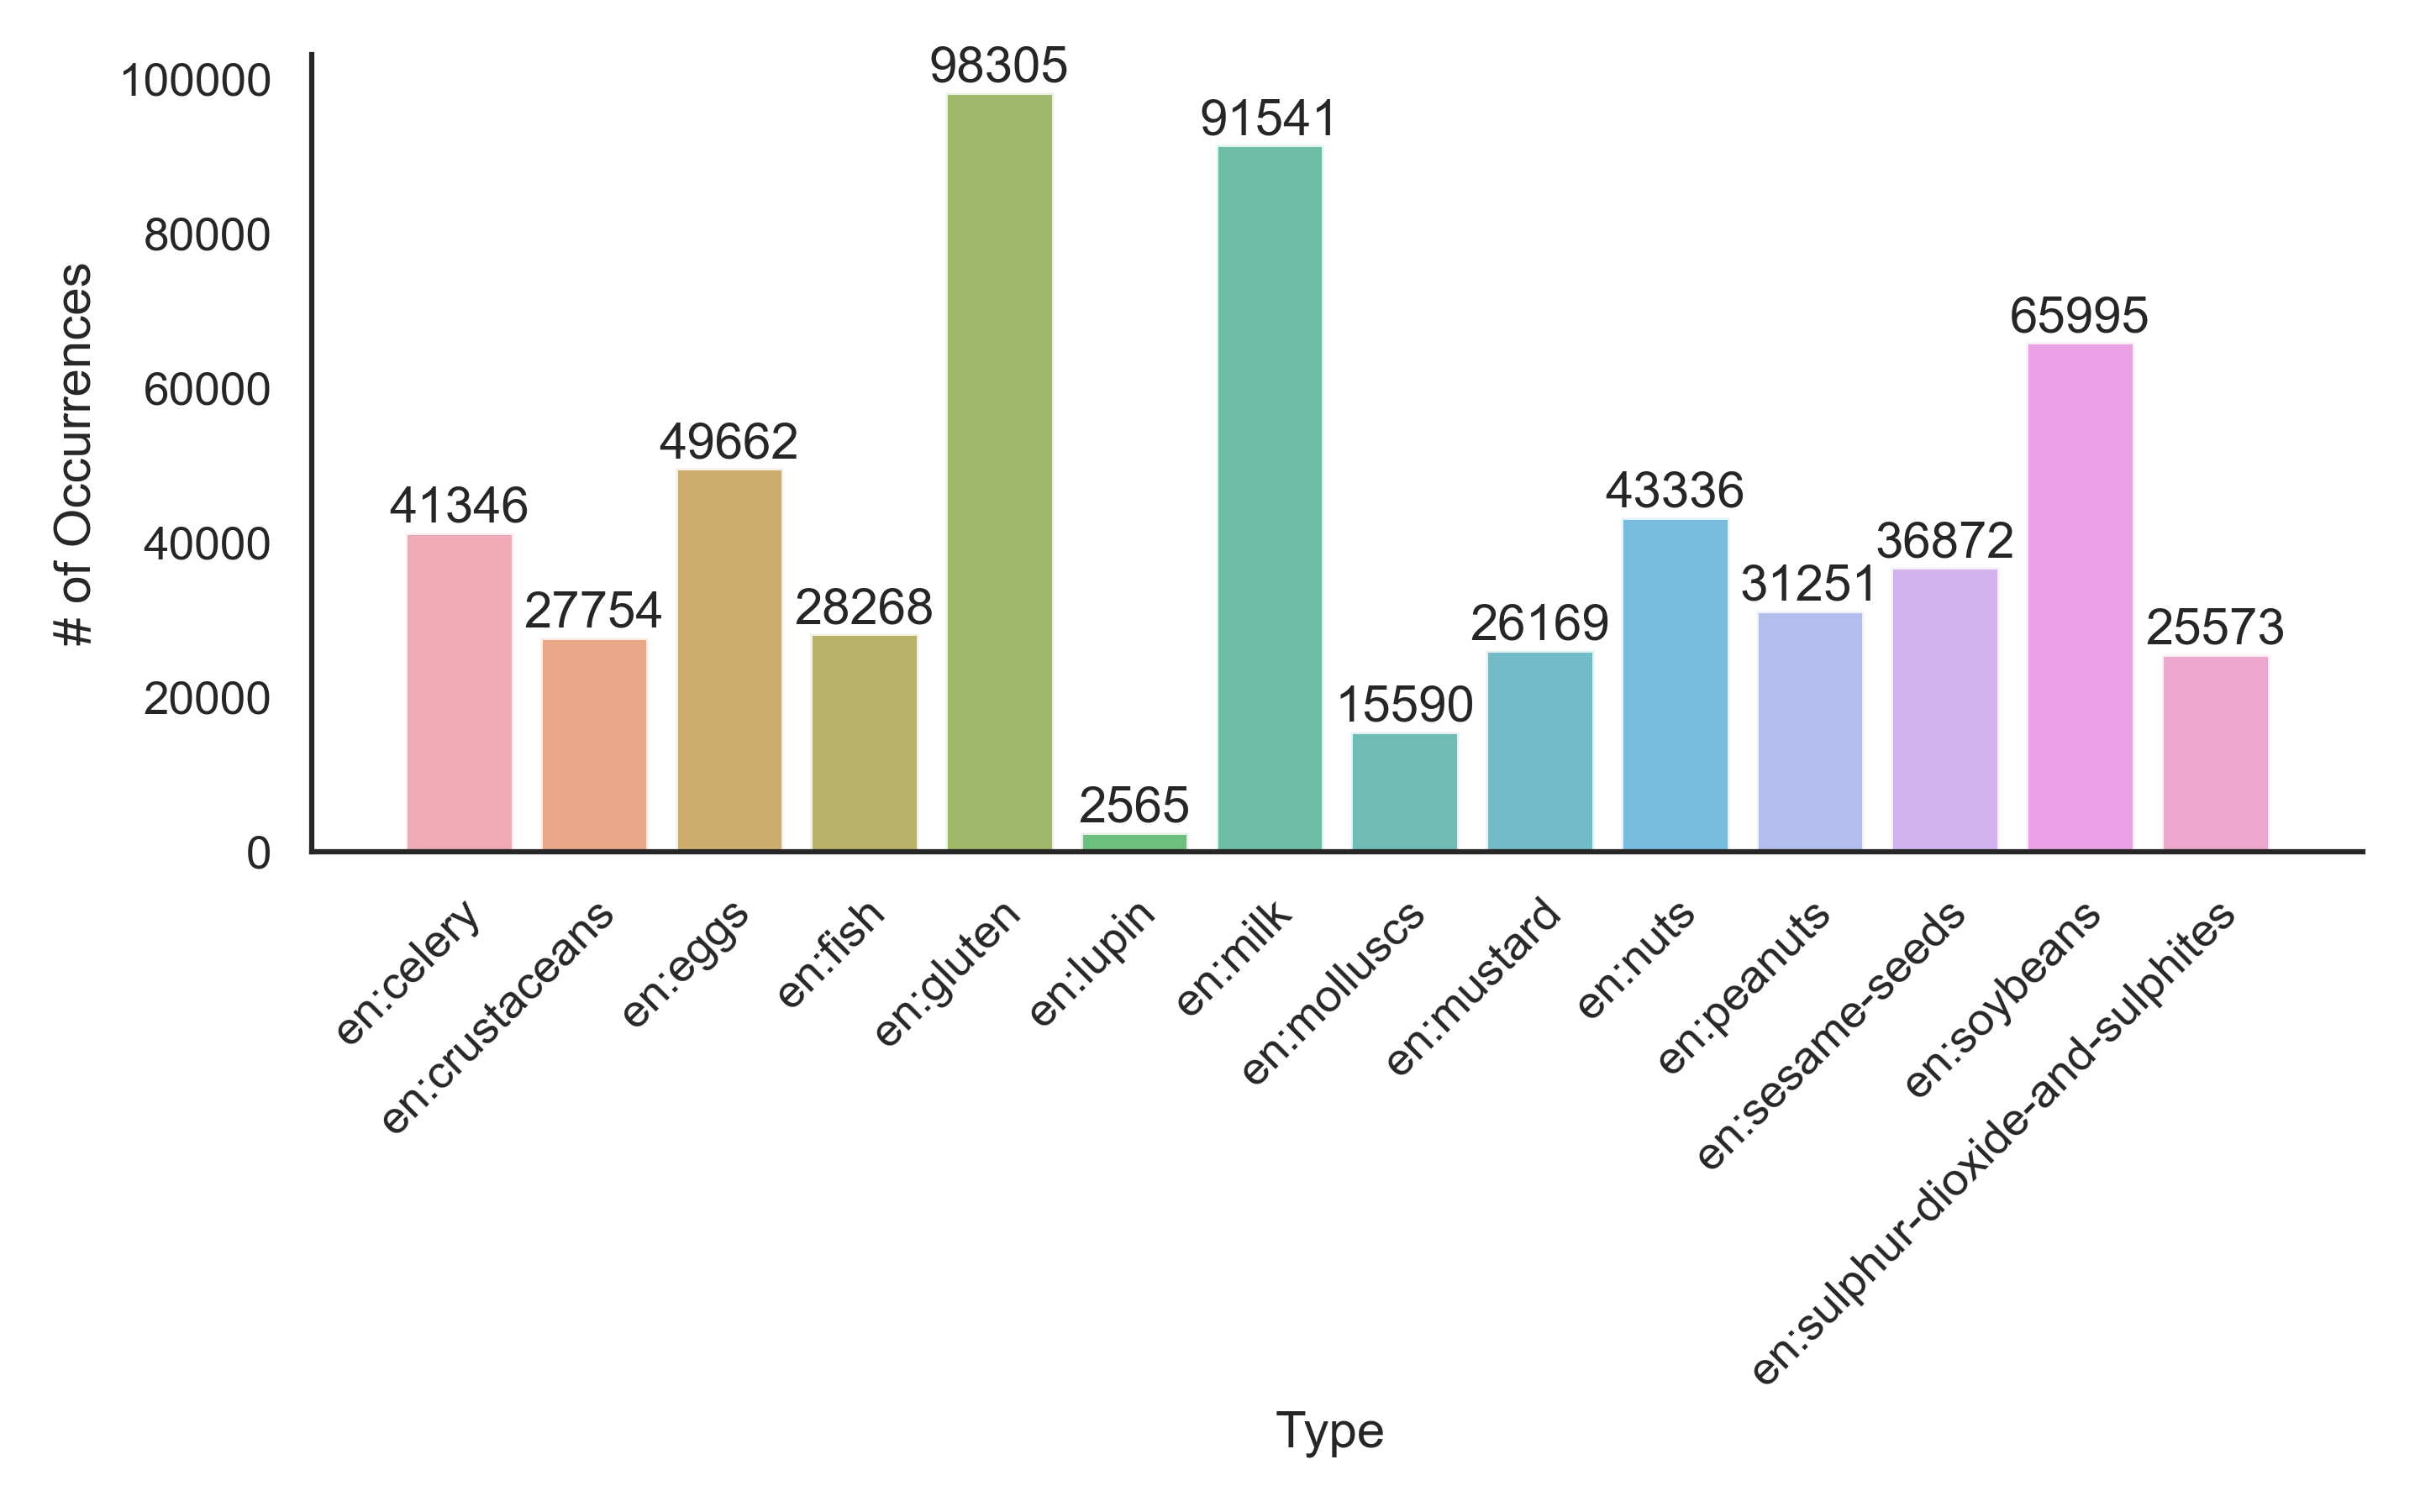 # of Occurrences
100000
80000
60000
40000
20000
0
41346
27754
49662
28268
98305
2565
91541
15590
26169
43336
31251
36872
65995
25573
en:celery
en:crustaceans
en:eggs
en:fish
en:gluten
en:lupin
en:milk
en:molluscs
en:mustard
en:nuts
en:peanuts
en:sesame-seeds
en:soybeans
en:sulphur-dioxide-and-sulphites
Type